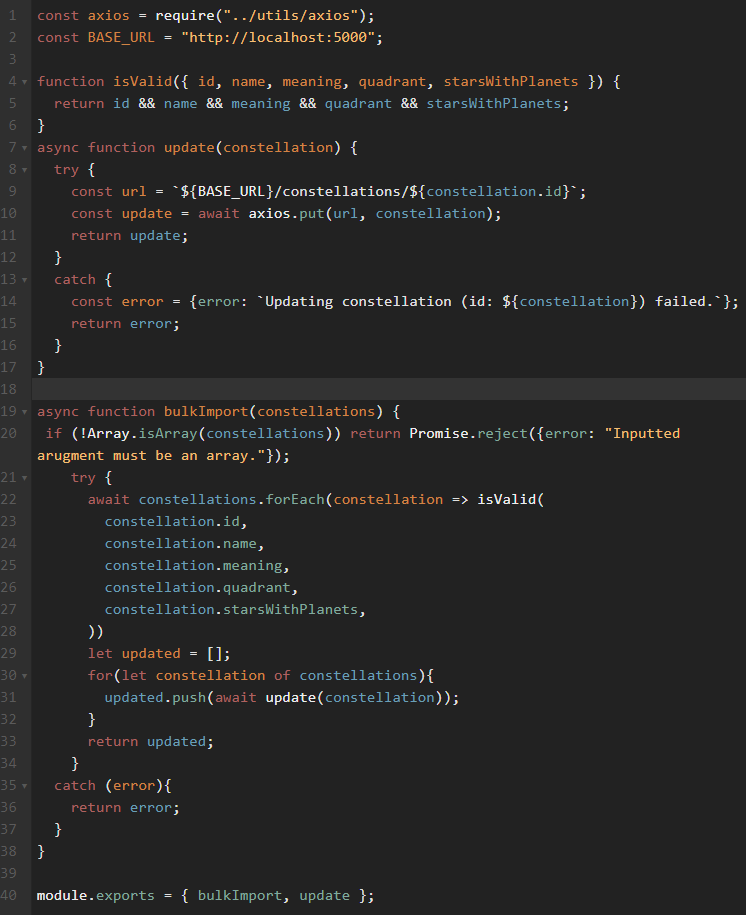 1 const axios = require("../utils/axios");
2 const BASE_URL = "http://localhost:5000";
3
4 function isValid({ id, name, meaning, quadrant, starsWithPlanets }) {
5   return id && name && meaning && quadrant && starsWithPlanets;
6 }
7 async function update(constellation) {
8   try {
9     const url = `${BASE_URL}/constellations/${constellation.id}`;
10     const update = await axios.put(url, constellation);
11     return update;
12   }
13   catch {
14     const error = {error: `Updating constellation (id: ${constellation}) failed.`};
15     return error;
16   }
17 }
18
19 async function bulkImport(constellations) {
20  if (!Array.isArray(constellations)) return Promise.reject({error: "Inputted
arugment must be an array."});
21     try {
22       await constellations.forEach(constellation => isValid(
23         constellation.id,
24         constellation.name,
25         constellation.meaning,
26         constellation.quadrant,
27         constellation.starsWithPlanets,
28       ))
29       let updated = [];
30       for(let constellation of constellations){
31         updated.push(await update(constellation));
32       }
33       return updated;
34     }
35   catch (error){
36     return error;
37   }
38 }
39
40 module.exports = { bulkImport, update };